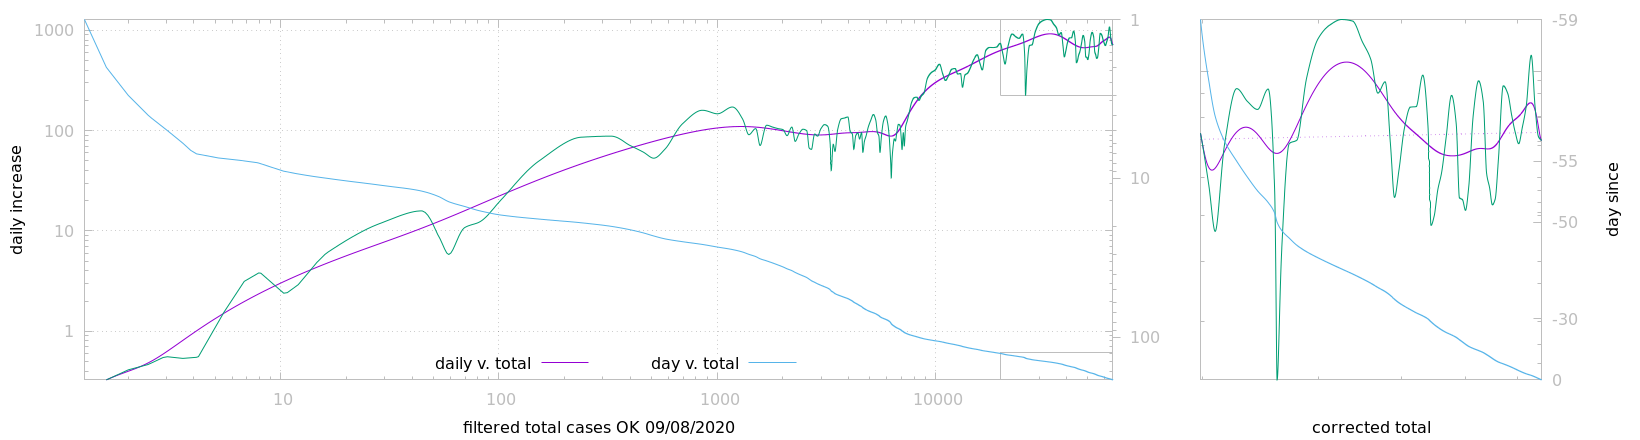 1000
100
10
1
daily increase
daily v. total
day v. total
10
100
1000
10000
filtered total cases OK 09/08/2020
1
10
100
-59
-55
-50
-30
0
day since
corrected total